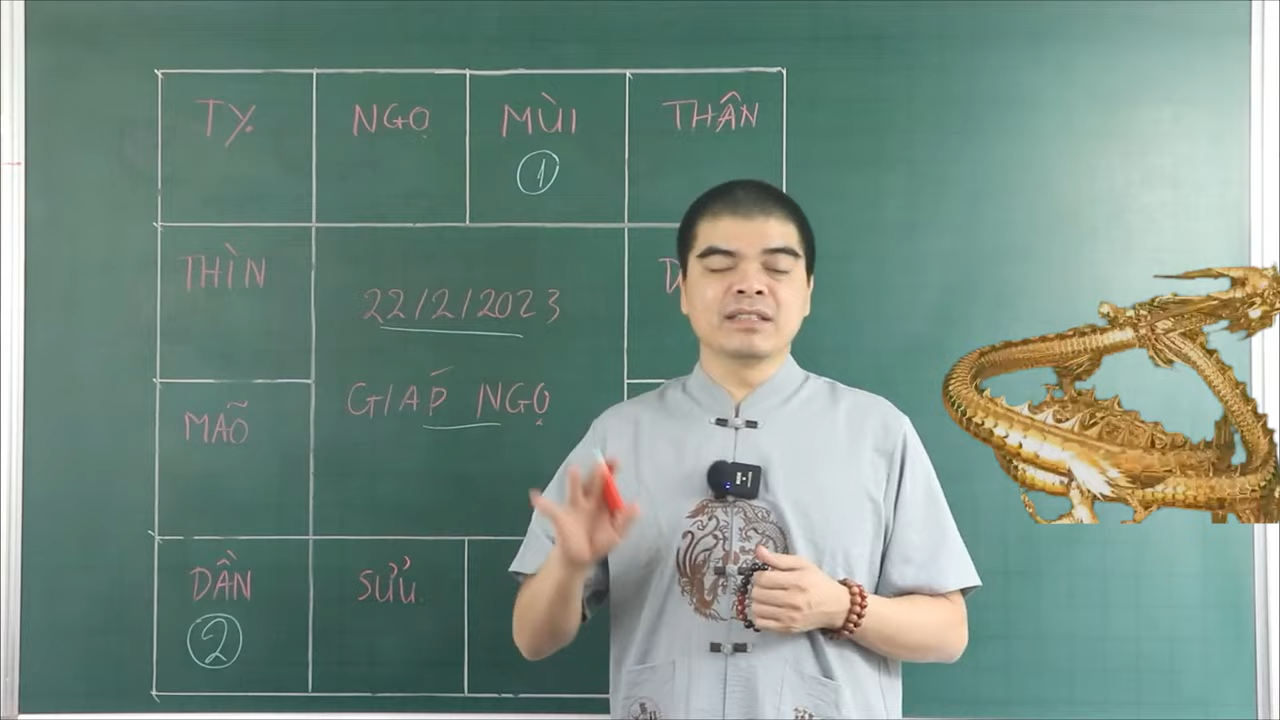 TỴ NGỌ MÙI THÂN
1
THÌN
22/2/2023
GIÁP NGỌ
MÃO
DẦN SỬU
2